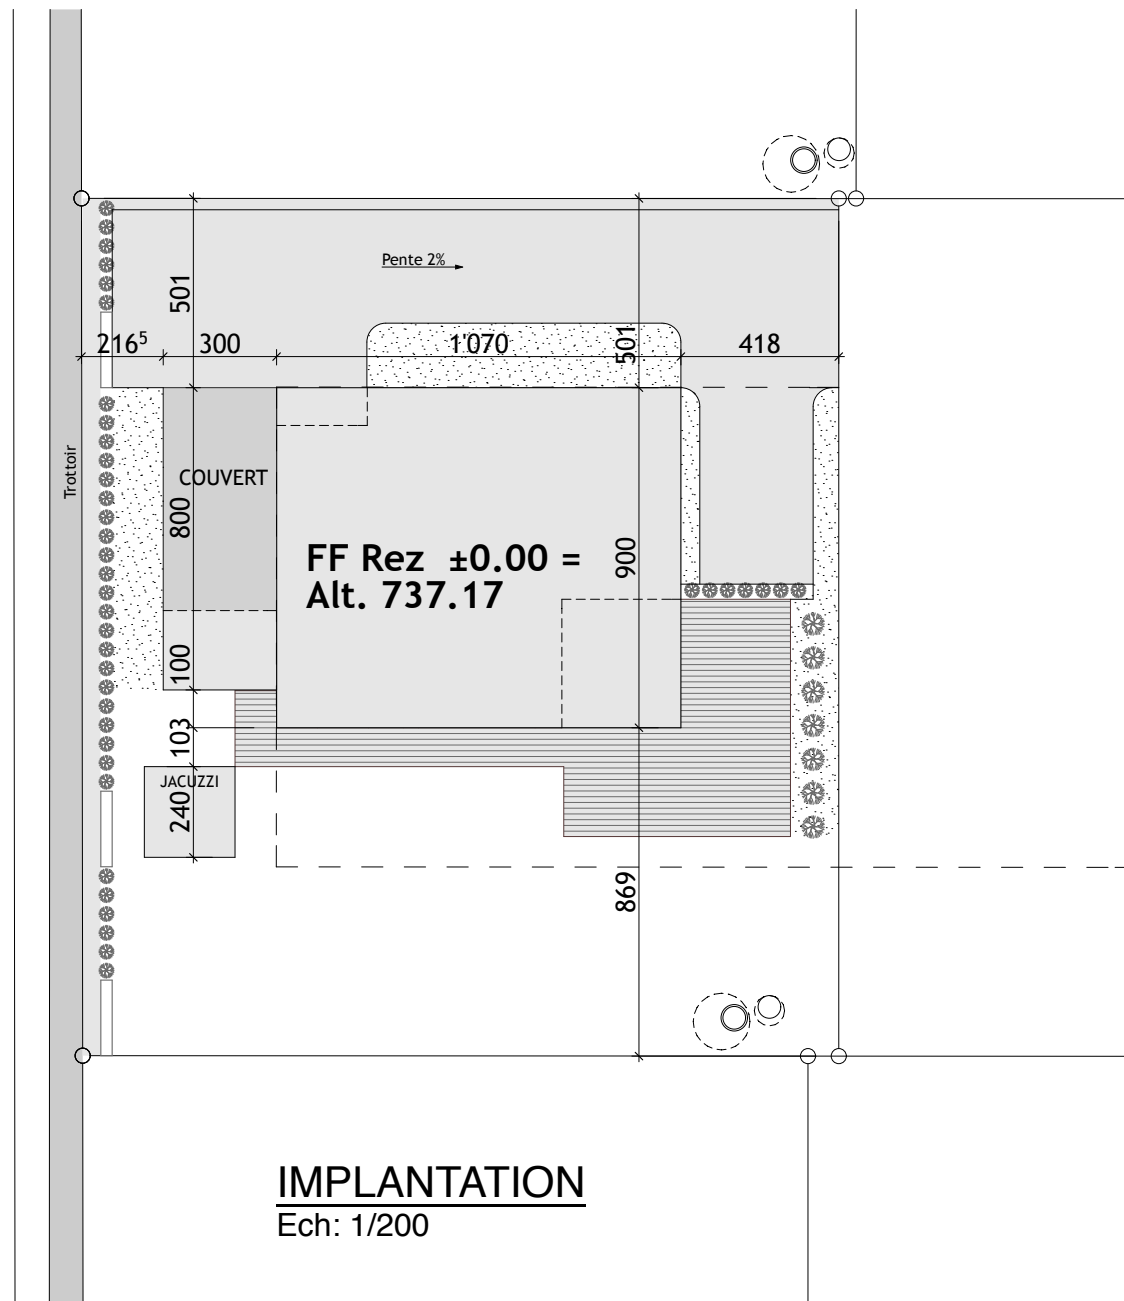 Pente 2%
501
216⁵
300
1'070
501
418
Trottoir
COUVERT
800
900
FF Rez ±0.00 =
Alt. 737.17
100
103
JACUZZI
240
869
IMPLANTATION
Ech: 1/200